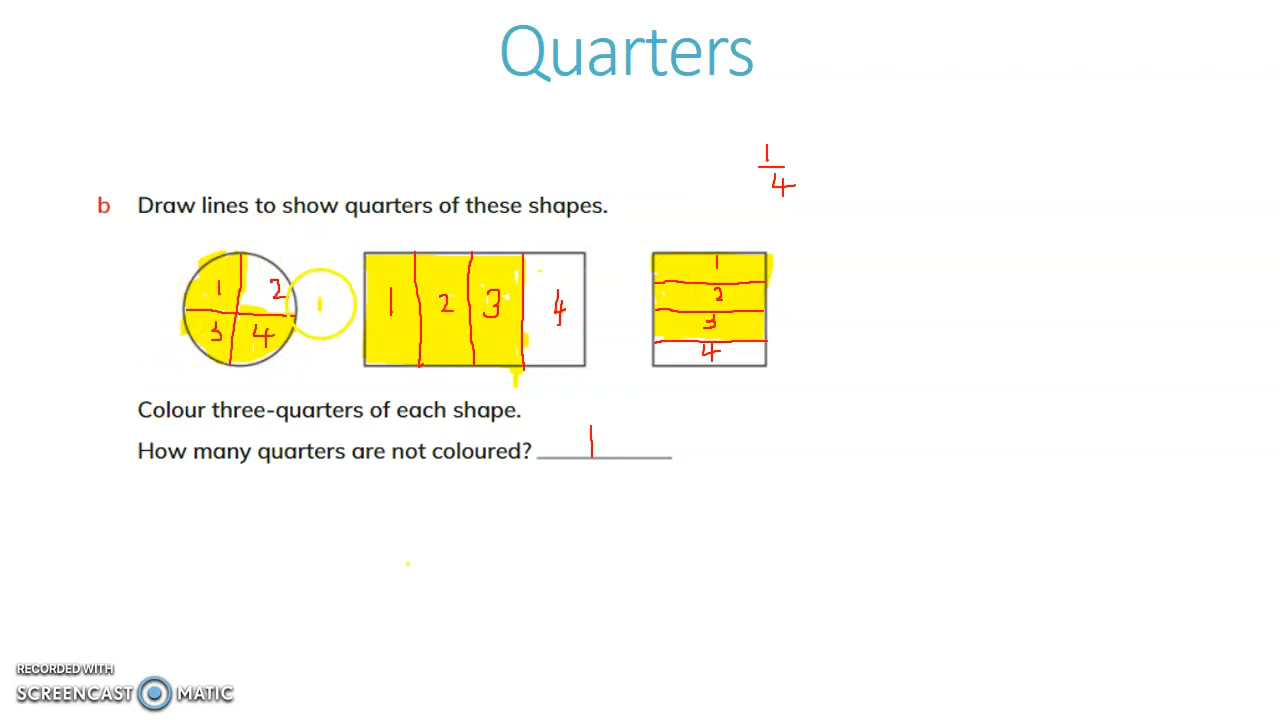 Quarters
1
4
b Draw lines to show quarters of these shapes.
1 2 1 2 3 4 1
3 4 2
3
4
Colour three-quarters of each shape.
How many quarters are not coloured? 1
RECORDED WITH
SCREENCAST MATIC